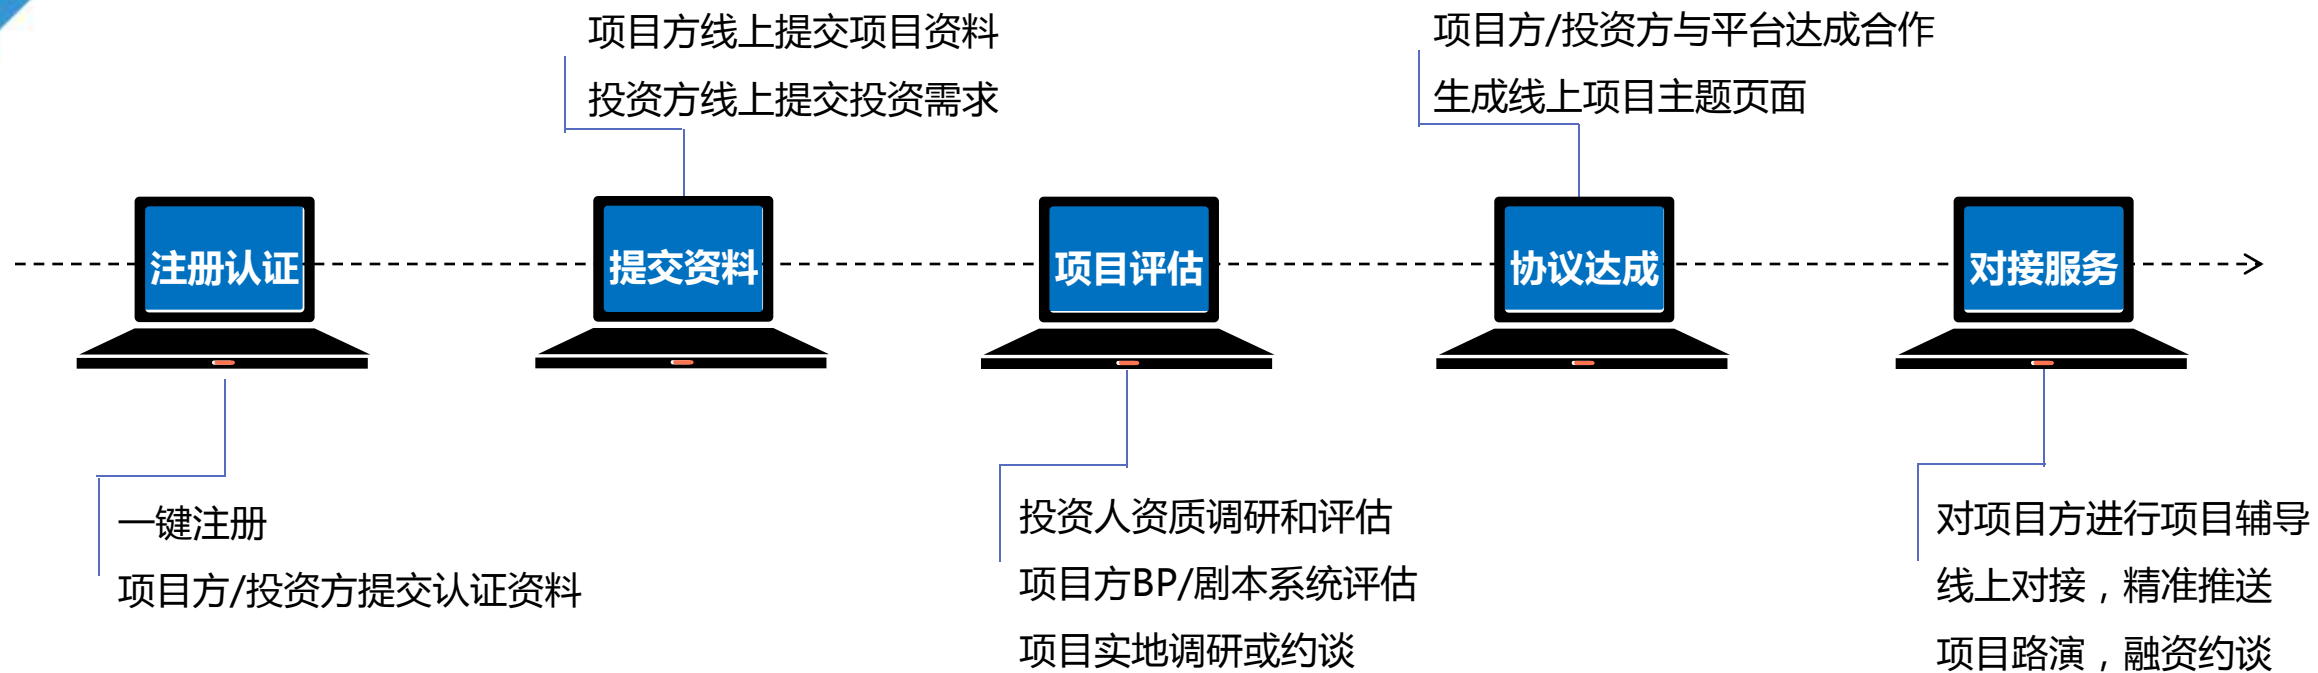 项目方线上提交项目资料
投资方线上提交投资需求
项目方/投资方与平台达成合作
生成线上项目主题页面
注册认证
提交资料
项目评估
协议达成
对接服务
一键注册
项目方/投资方提交认证资料
投资人资质调研和评估
项目方BP/剧本系统评估
项目实地调研或约谈
对项目方进行项目辅导
线上对接，精准推送
项目路演，融资约谈